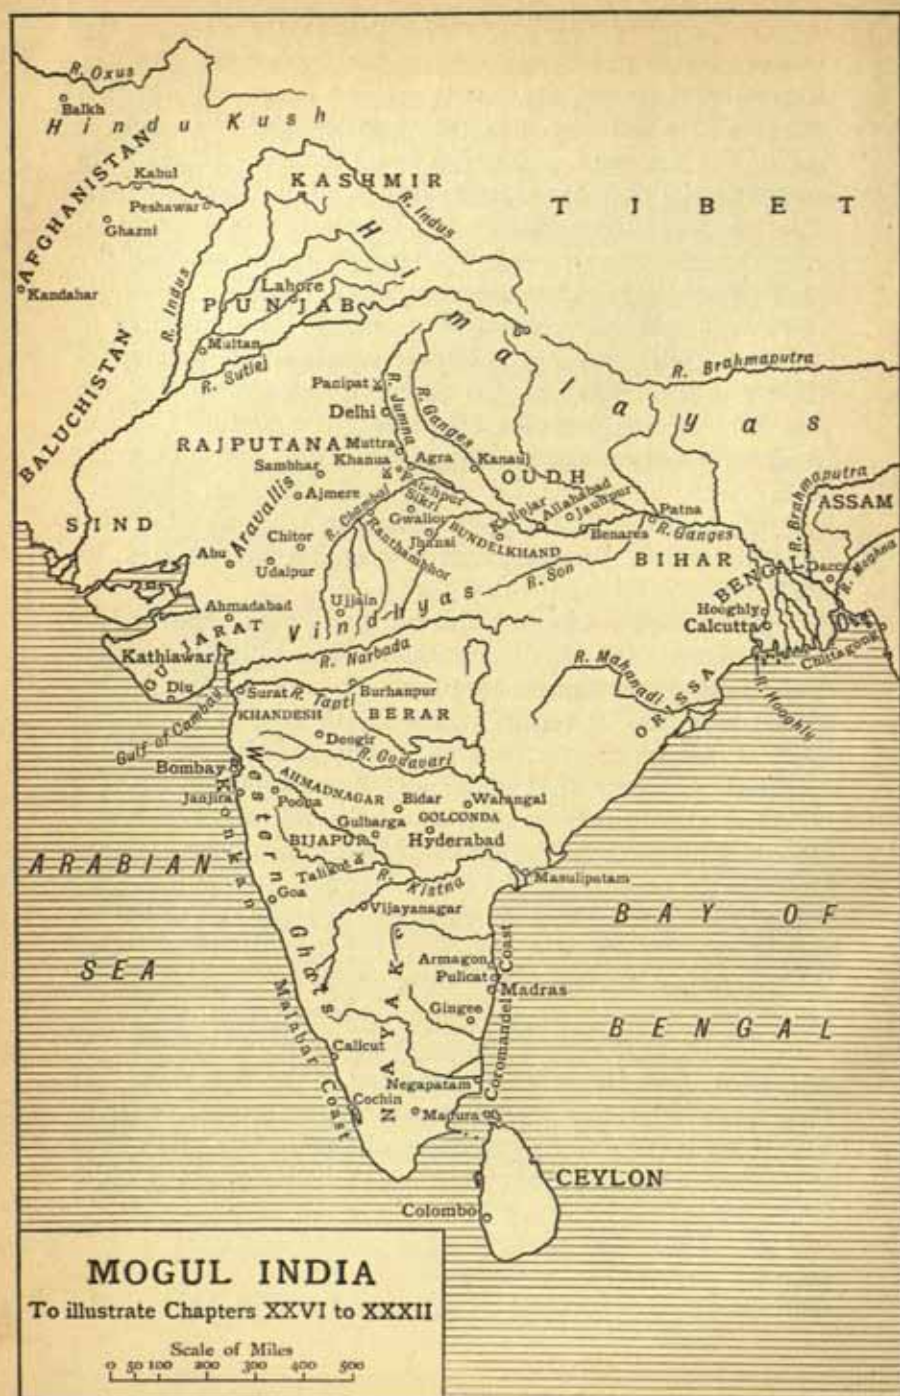 R. Oxus
Balkh
Hindu Kush
AFGHANISTAN
Kabul
Peshawar
Ghazni
Kandahar
KASHMIR
R. Indus
TIBET
Himalayas
R. Indus
Lahore
PUNJAB
Multan
R. Sutlej
BALUCHISTAN
Panipat
Delhi
R. Jumna
R. Ganges
R. Brahmaputra
RAJPUTANA
Muttra
Sambhar
Khanua
Agra
Kanauj
OUDH
Fatehpur
Sikri
Ajmere
Aravallis
R. Chambal
Kalinjar
Allahabad
Jaunpur
Patna
R. Ganges
R. Brahmaputra
ASSAM
SIND
Chitor
Gwalior
Jhansi
BUNDELKHAND
Ranthambhor
Benares
BIHAR
Abu
Udaipur
R. Son
BENGAL
Dacca
R. Meghna
Ahmadabad
Ujjain
Vindhyas
Hooghly
Calcutta
Chittagong
GUJARAT
Kathiawar
R. Narbada
R. Mahanadi
ORISSA
R. Hooghly
Diu
Gulf of Cambay
Surat
R. Tapti
Burhanpur
KHANDESH
BERAR
Deogir
R. Godavari
Bombay
Western Ghats
AHMADNAGAR
Janjira
Konkan
Poona
Bidar
Warangal
Gulbarga
GOLCONDA
BIJAPUR
Hyderabad
ARABIAN
SEA
Talikot
R. Kistna
Masulipatam
Goa
Vijayanagar
BAY OF
BENGAL
Armagon
Pulicat
Madras
Coromandel Coast
Gingee
NAYAKS
Malabar Coast
Calicut
Negapatam
Cochin
Madura
CEYLON
Colombo
MOGUL INDIA
To illustrate Chapters XXVI to XXXII
Scale of Miles
0 50 100 200 300 400 500